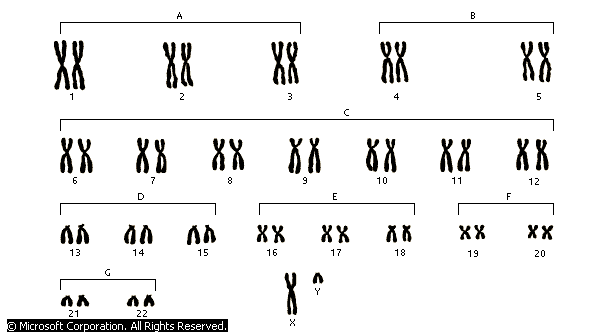 A B
1 2 3 4 5
C
6 7 8 9 10 11 12
D E F
13 14 15 16 17 18 19 20
G
21 22 X Y
© Microsoft Corporation. All Rights Reserved.